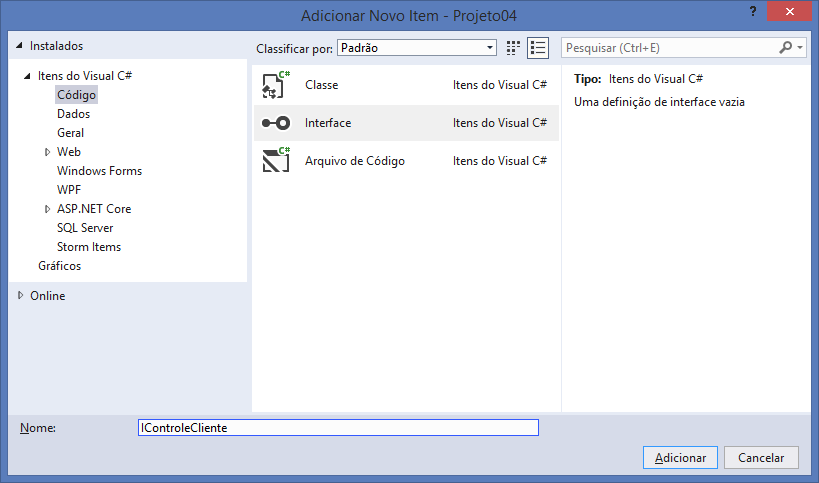 Adicionar Novo Item - Projeto04
?
Instalados
Itens do Visual C#
Código
Dados
Geral
Web
Windows Forms
WPF
ASP.NET Core
SQL Server
Storm Items
Gráficos
Online
Classificar por: Padrão
Pesquisar (Ctrl+E)
C# Classe Itens do Visual C#
Interface Itens do Visual C#
C# Arquivo de Código Itens do Visual C#
Tipo: Itens do Visual C#
Uma definição de interface vazia
Nome: IControleCliente
Adicionar Cancelar